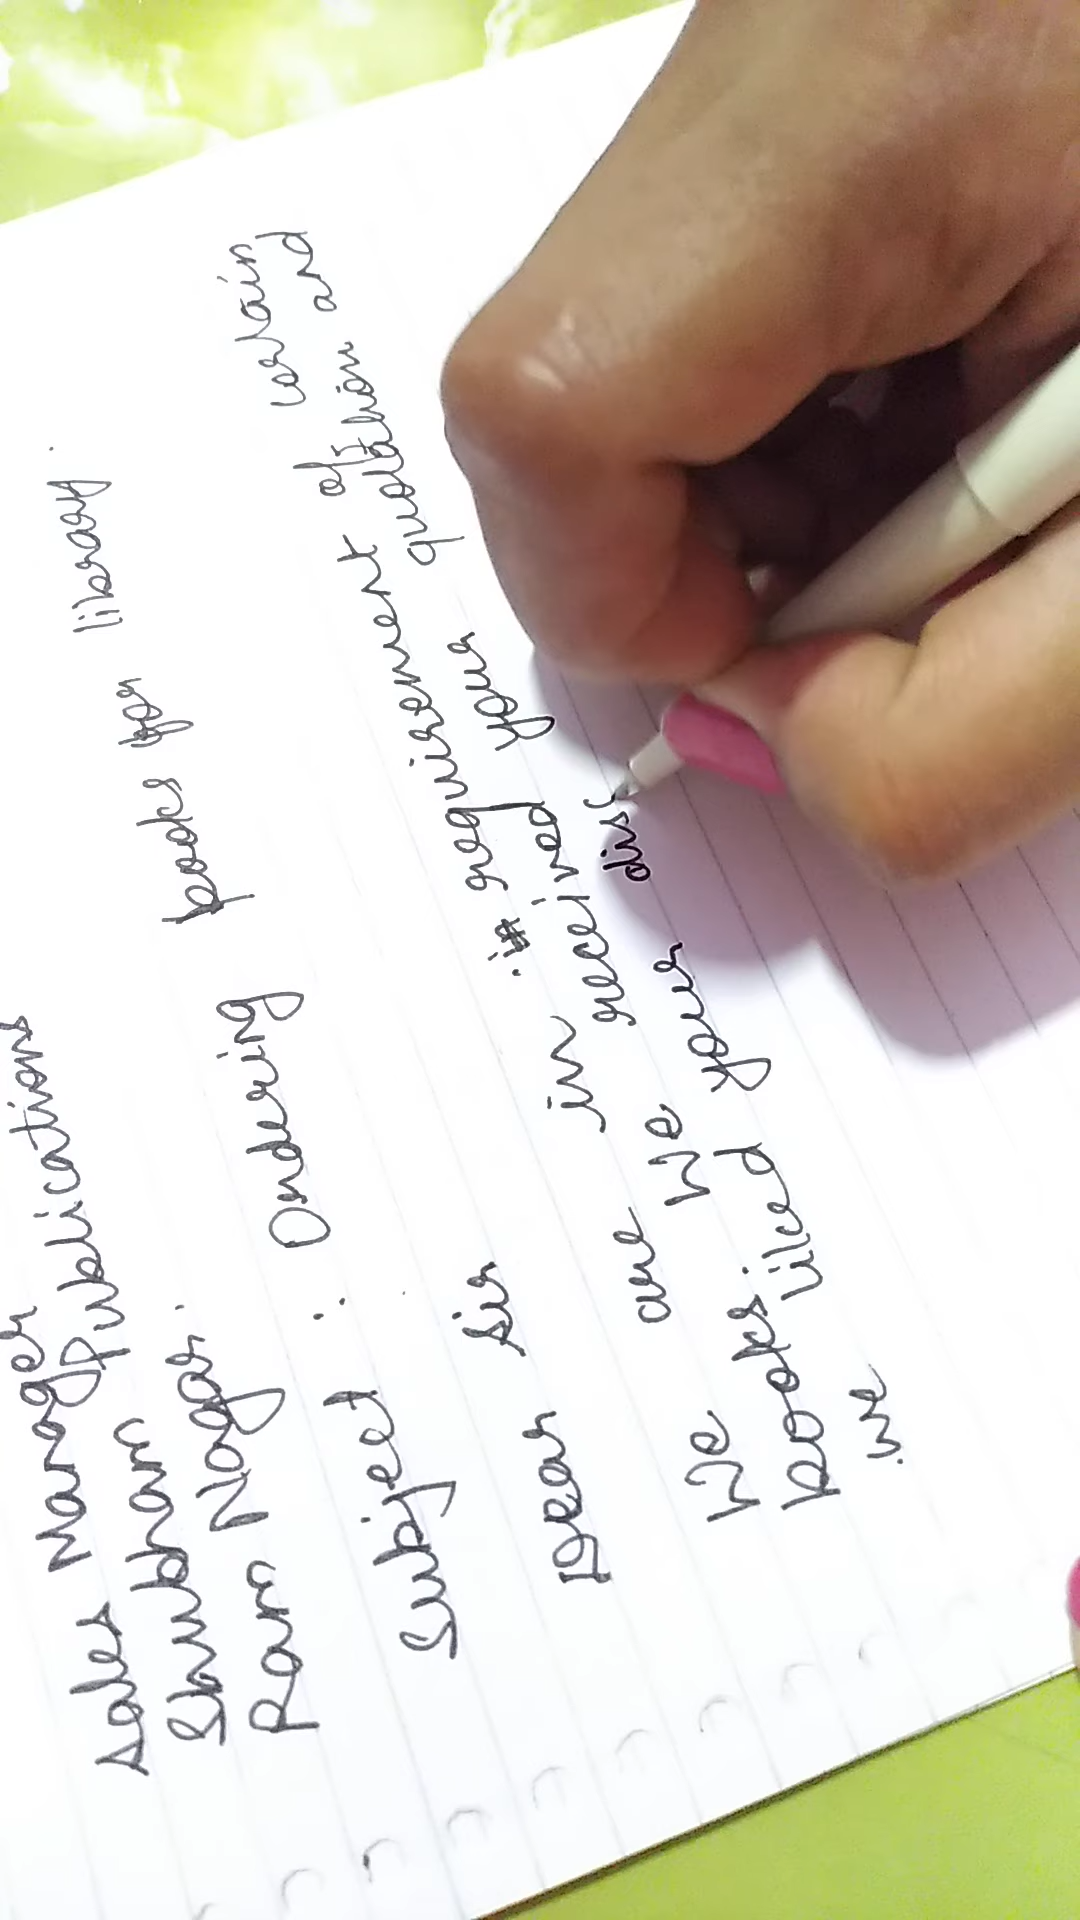 Sales Manager
Shubham Publications
Ram Nagar.
Subject : Ordering books for library.
Dear Sir
We are in requirement of certain
Books We received your quotation and
we liked your disc